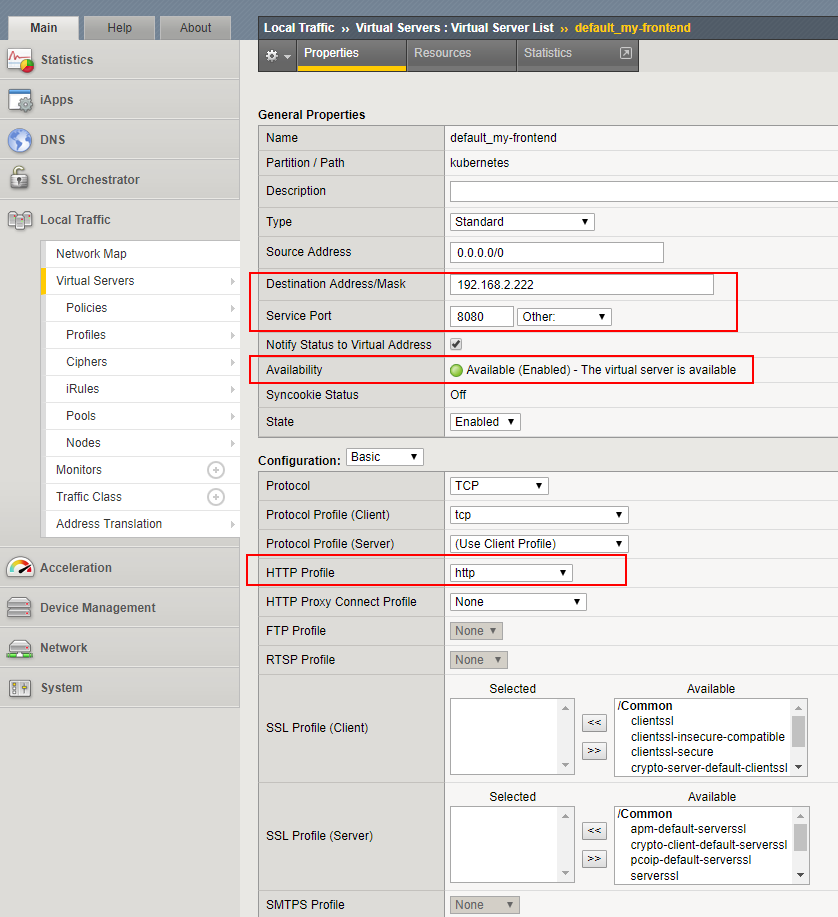 Main
Help
About
Local Traffic ›› Virtual Servers : Virtual Server List ›› default_my-frontend
Properties
Resources
Statistics
Statistics
iApps
DNS
SSL Orchestrator
Local Traffic
Network Map
Virtual Servers
Policies
Profiles
Ciphers
iRules
Pools
Nodes
Monitors
Traffic Class
Address Translation
Acceleration
Device Management
Network
System
General Properties
Name default_my-frontend
Partition / Path kubernetes
Description
Type Standard
Source Address 0.0.0.0/0
Destination Address/Mask 192.168.2.222
Service Port 8080 Other:
Notify Status to Virtual Address
Availability Available (Enabled) - The virtual server is available
Syncookie Status Off
State Enabled
Configuration: Basic
Protocol TCP
Protocol Profile (Client) tcp
Protocol Profile (Server) (Use Client Profile)
HTTP Profile http
HTTP Proxy Connect Profile None
FTP Profile None
RTSP Profile None
SSL Profile (Client)
Selected
Available
<<
>>
/Common
clientssl
clientssl-insecure-compatible
clientssl-secure
crypto-server-default-clientssl
SSL Profile (Server)
Selected
Available
<<
>>
/Common
apm-default-serverssl
crypto-client-default-serverssl
pcoip-default-serverssl
serverssl
SMTPS Profile None